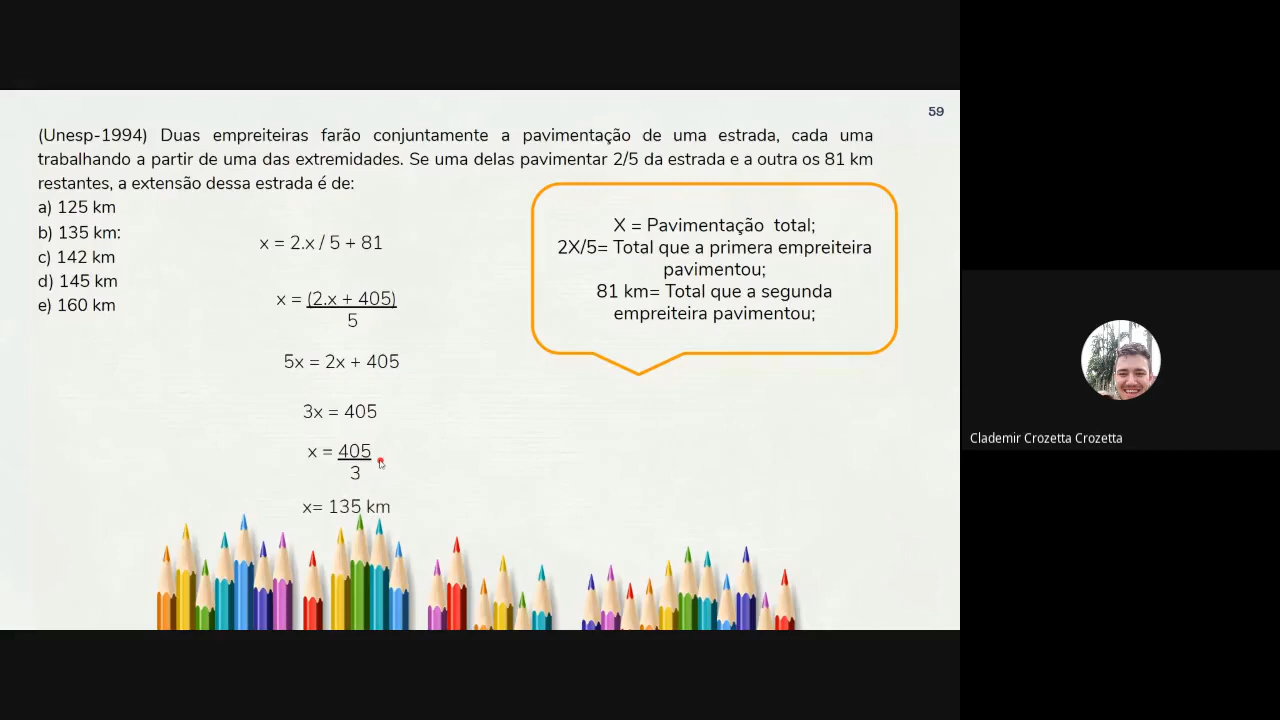 59
(Unesp-1994) Duas empreiteiras farão conjuntamente a pavimentação de uma estrada, cada uma
trabalhando a partir de uma das extremidades. Se uma delas pavimentar 2/5 da estrada e a outra os 81 km
restantes, a extensão dessa estrada é de:
a) 125 km
b) 135 km:
c) 142 km
d) 145 km
e) 160 km
x = 2.x / 5 + 81
x = (2.x + 405)
5
5x = 2x + 405
3x = 405
x = 405
3
x= 135 km
X = Pavimentação total;
2X/5= Total que a primera empreiteira
pavimentou;
81 km= Total que a segunda
empreiteira pavimentou;
Clademir Crozetta Crozetta